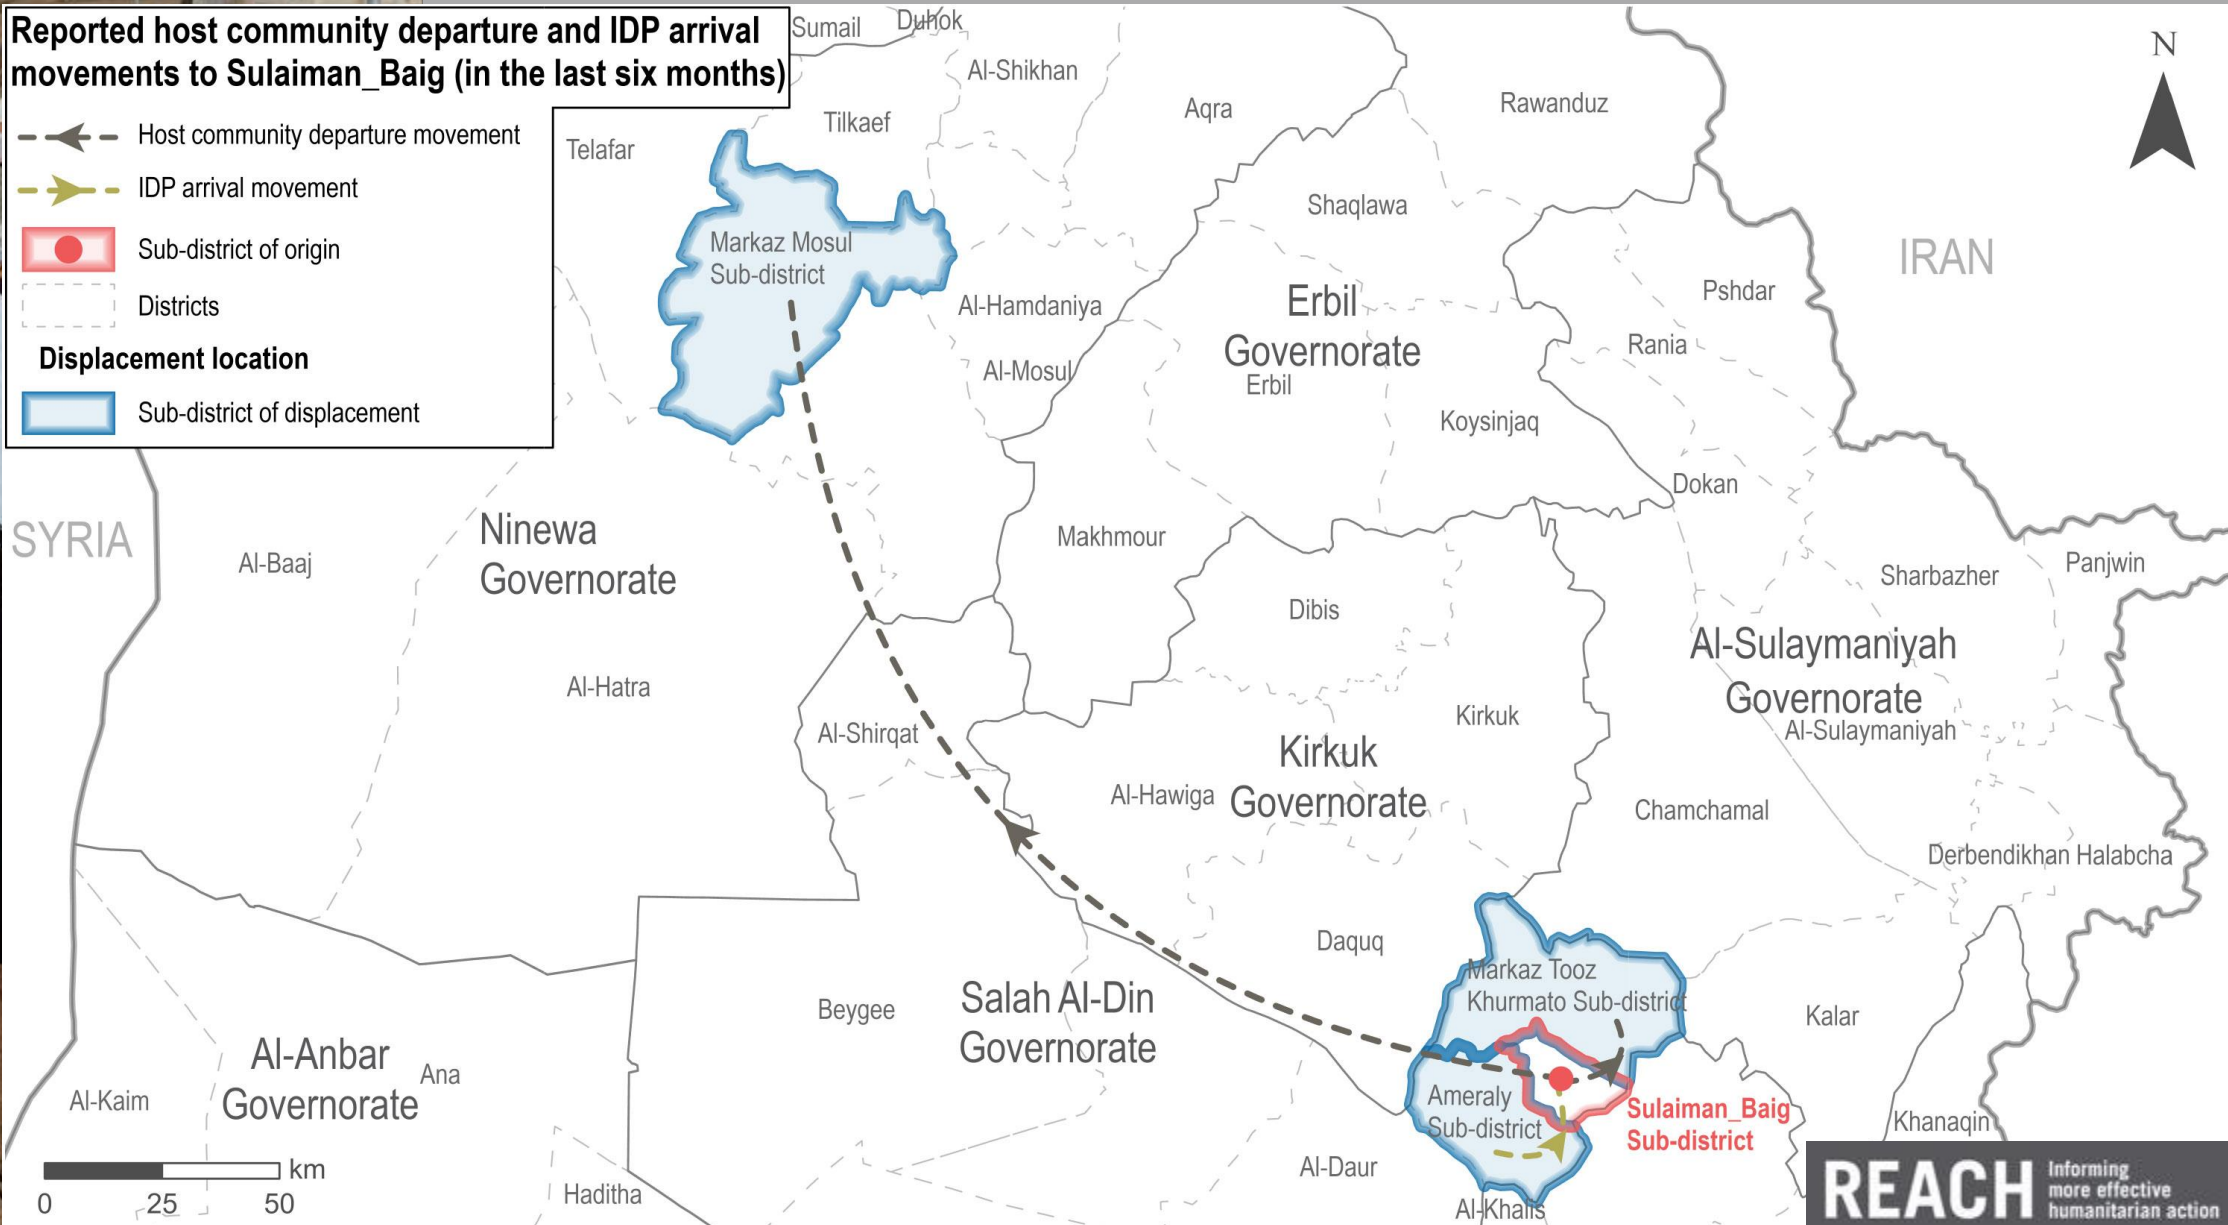 Reported host community departure and IDP arrival
movements to Sulaiman_Baig (in the last six months)
Host community departure movement
IDP arrival movement
Sub-district of origin
Districts
Displacement location
Sub-district of displacement
Sumail
Duhok
Al-Shikhan
Tilkaef
Telafar
Aqra
Rawanduz
N
Shaqlawa
Markaz Mosul
Sub-district
IRAN
Al-Hamdaniya
Erbil
Governorate
Pshdar
Rania
Al-Mosul
Erbil
Koysinjaq
Dokan
SYRIA
Al-Baaj
Ninewa
Governorate
Makhmour
Dibis
Sharbazher
Panjwin
Al-Hatra
Al-Shirqat
Kirkuk
Al-Sulaymaniyah
Governorate
Al-Sulaymaniyah
Kirkuk
Governorate
Al-Hawiga
Chamchamal
Derbendikhan
Halabcha
Daquq
Markaz Tooz
Khurmato Sub-district
Beygee
Salah Al-Din
Governorate
Kalar
Al-Anbar
Governorate
Ana
Al-Kaim
Ameraly
Sub-district
Sulaiman_Baig
Sub-district
Khanaqin
Al-Daur
Haditha
Al-Khalis
km
0 25 50
REACH
Informing
more effective
humanitarian action